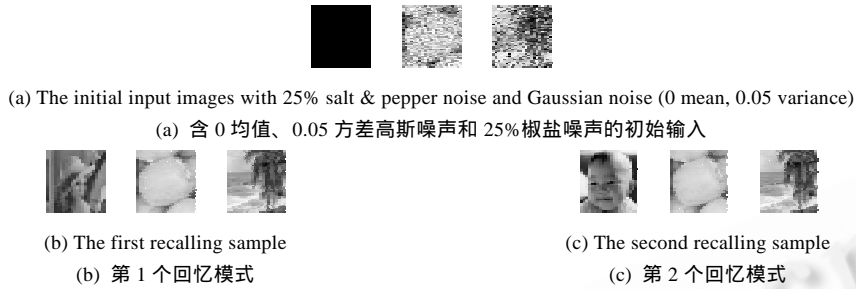 (a) The initial input images with 25% salt & pepper noise and Gaussian noise (0 mean, 0.05 variance)
(a) 含 0 均值、0.05 方差高斯噪声和 25%椒盐噪声的初始输入
(b) The first recalling sample
(b) 第 1 个回忆模式
(c) The second recalling sample
(c) 第 2 个回忆模式